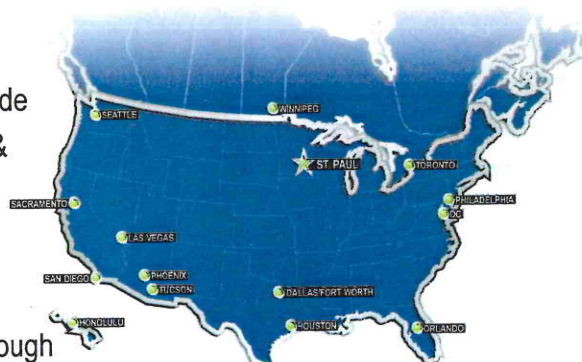 de
&
ough
SEATTLE
WINNIPEG
ST. PAUL
TORONTO
SACRAMENTO
PHILADELPHIA
DC
LAS VEGAS
SAN DIEGO
PHOENIX
TUCSON
DALLAS/FORT WORTH
HONOLULU
HOUSTON
ORLANDO